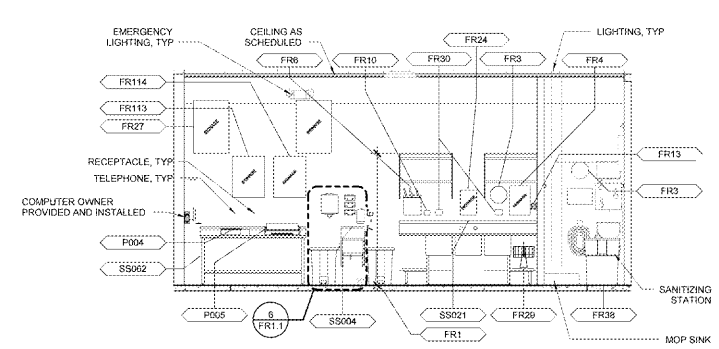 EMERGENCY
LIGHTING, TYP
CEILING AS
SCHEDULED
FR24
LIGHTING, TYP
FR6
FR10
FR30
FR3
FR4
FR114
FR113
FR27
RECEPTACLE, TYP
TELEPHONE, TYP
COMPUTER OWNER
PROVIDED AND INSTALLED
FR13
FR3
P004
SS062
SANITIZING
STATION
P005
6
FR1.1
SS004
FR1
SS021
FR29
FR38
MOP SINK